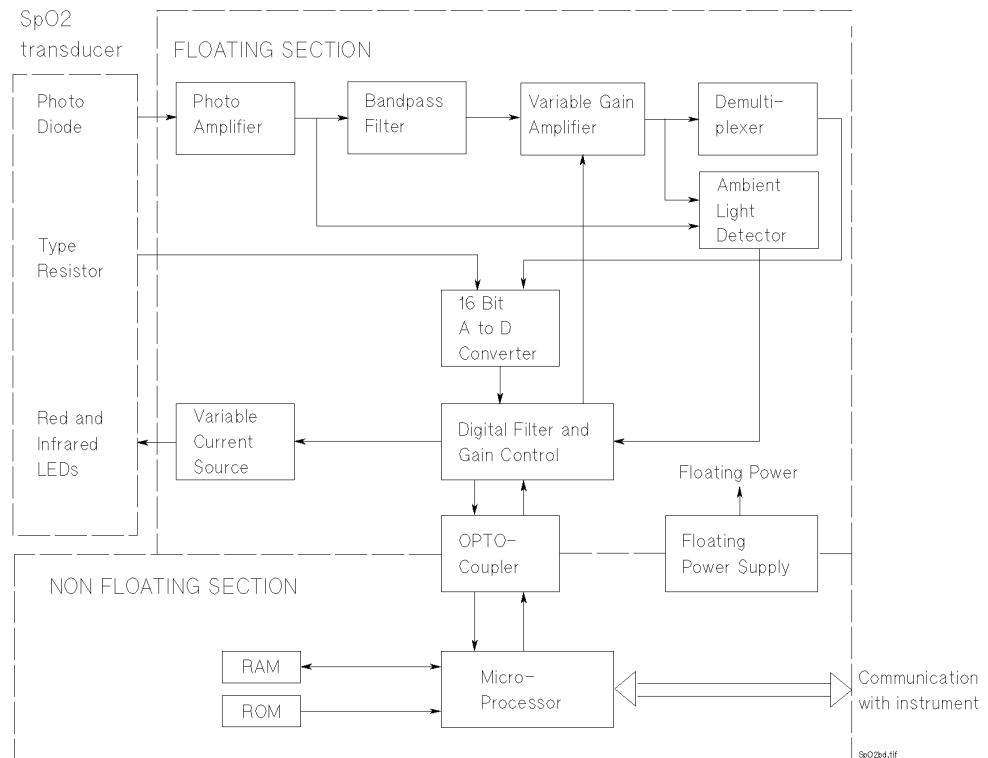 SpO2
transducer
FLOATING SECTION
Photo
Diode
Photo
Amplifier
Bandpass
Filter
Variable Gain
Amplifier
Demulti-
plexer
Ambient
Light
Detector
Type
Resistor
16 Bit
A to D
Converter
Red and
Infrared
LEDs
Variable
Current
Source
Digital Filter and
Gain Control
Floating Power
OPTO-
Coupler
Floating
Power Supply
NON FLOATING SECTION
RAM
ROM
Micro-
Processor
Communication
with instrument
SpO2bd.tif